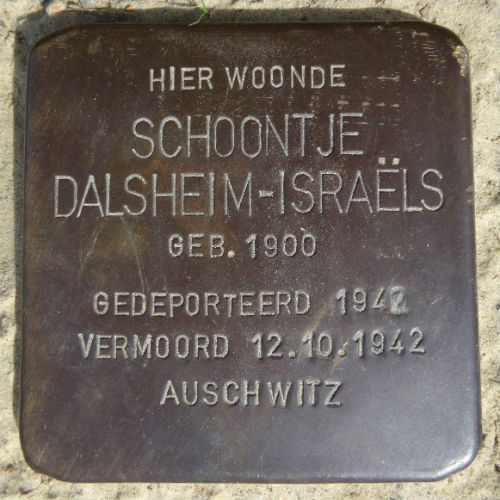 HIER WOONDE
SCHOONTJE
DALSHEIM-ISRAËLS
GEB. 1900
GEDEPORTEERD 1942
VERMOORD 12.10.1942
AUSCHWITZ